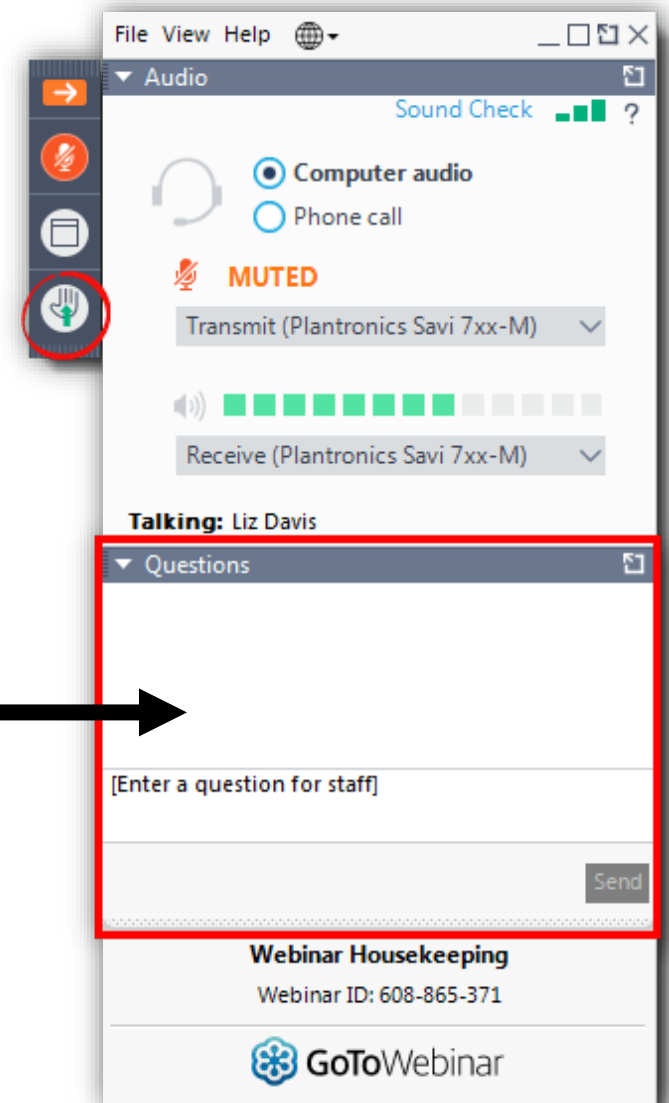 File View Help
Audio
Sound Check ?
Computer audio
Phone call
MUTED
Transmit (Plantronics Savi 7xx-M)
Receive (Plantronics Savi 7xx-M)
Talking: Liz Davis
Questions
[Enter a question for staff]
Send
Webinar Housekeeping
Webinar ID: 608-865-371
GoToWebinar